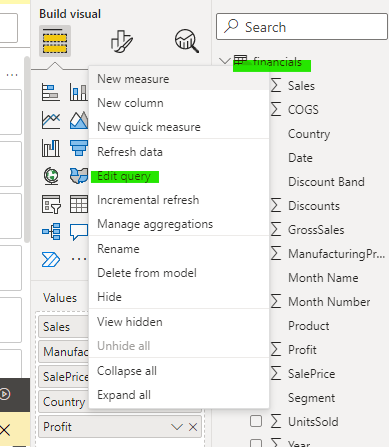 Build visual
Search
financials
Sales
COGS
Country
Date
Discount Band
Discounts
GrossSales
ManufacturingPr...
Month Name
Month Number
Product
Profit
SalePrice
Segment
UnitsSold
Year
New measure
New column
New quick measure
Refresh data
Edit query
Incremental refresh
Manage aggregations
Rename
Delete from model
Hide
View hidden
Unhide all
Collapse all
Expand all
Values
Sales
Manufac
SalePrice
Country
Profit